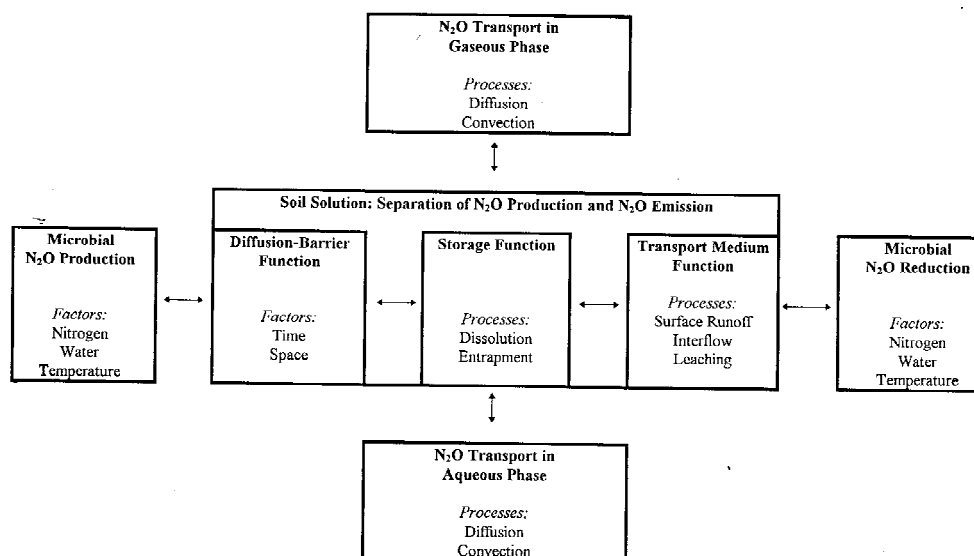 N₂O Transport in
Gaseous Phase
Processes:
Diffusion
Convection
Soil Solution: Separation of N₂O Production and N₂O Emission
Microbial
N₂O Production
Factors:
Nitrogen
Water
Temperature
Diffusion-Barrier
Function
Factors:
Time
Space
Storage Function
Processes:
Dissolution
Entrapment
Transport Medium
Function
Processes:
Surface Runoff
Interflow
Leaching
Microbial
N₂O Reduction
Factors:
Nitrogen
Water
Temperature
N₂O Transport in
Aqueous Phase
Processes:
Diffusion
Convection